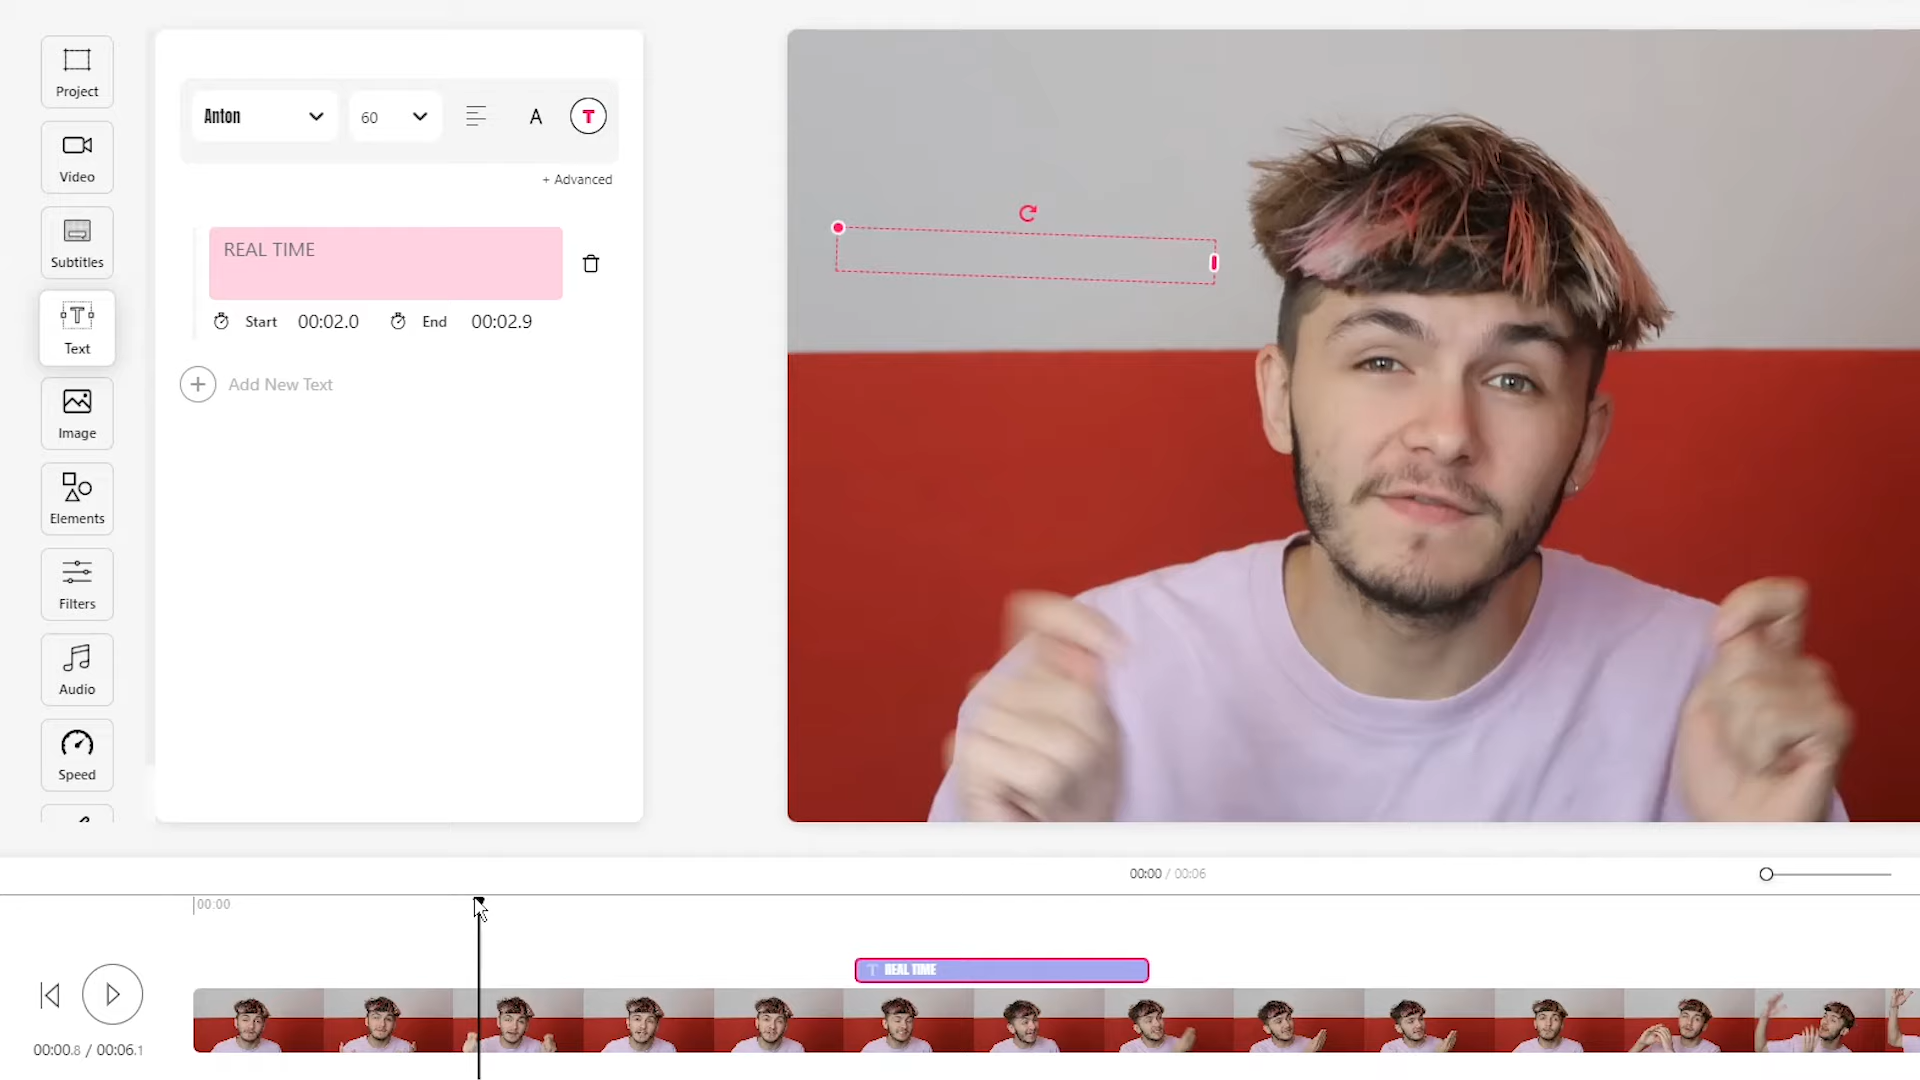 Project
Video
Subtitles
Text
Image
Elements
Filters
Audio
Speed
Anton
60
A
T
+ Advanced
REAL TIME
Start 00:02.0 End 00:02.9
+ Add New Text
00:00 / 00:06
00:00
T REAL TIME
00:00.8 / 00:06.1